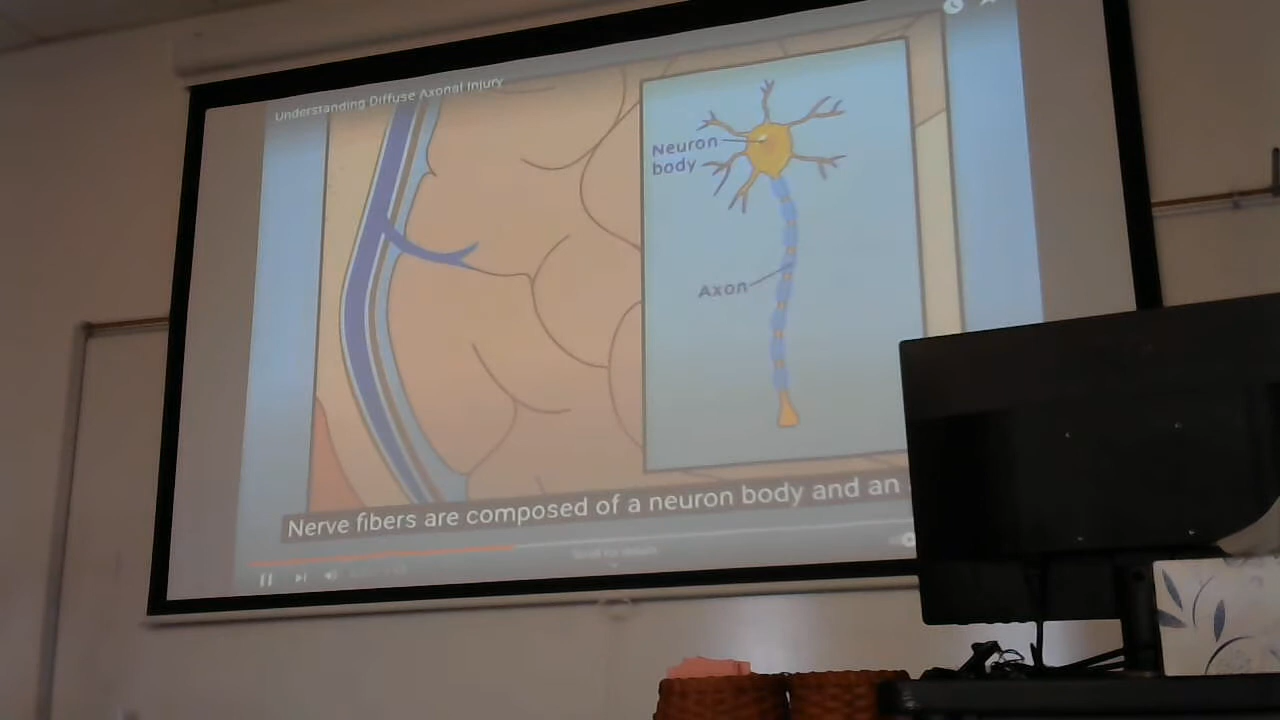 Understanding Diffuse Axonal Injury
Neuron
body
Axon
Nerve fibers are composed of a neuron body and an